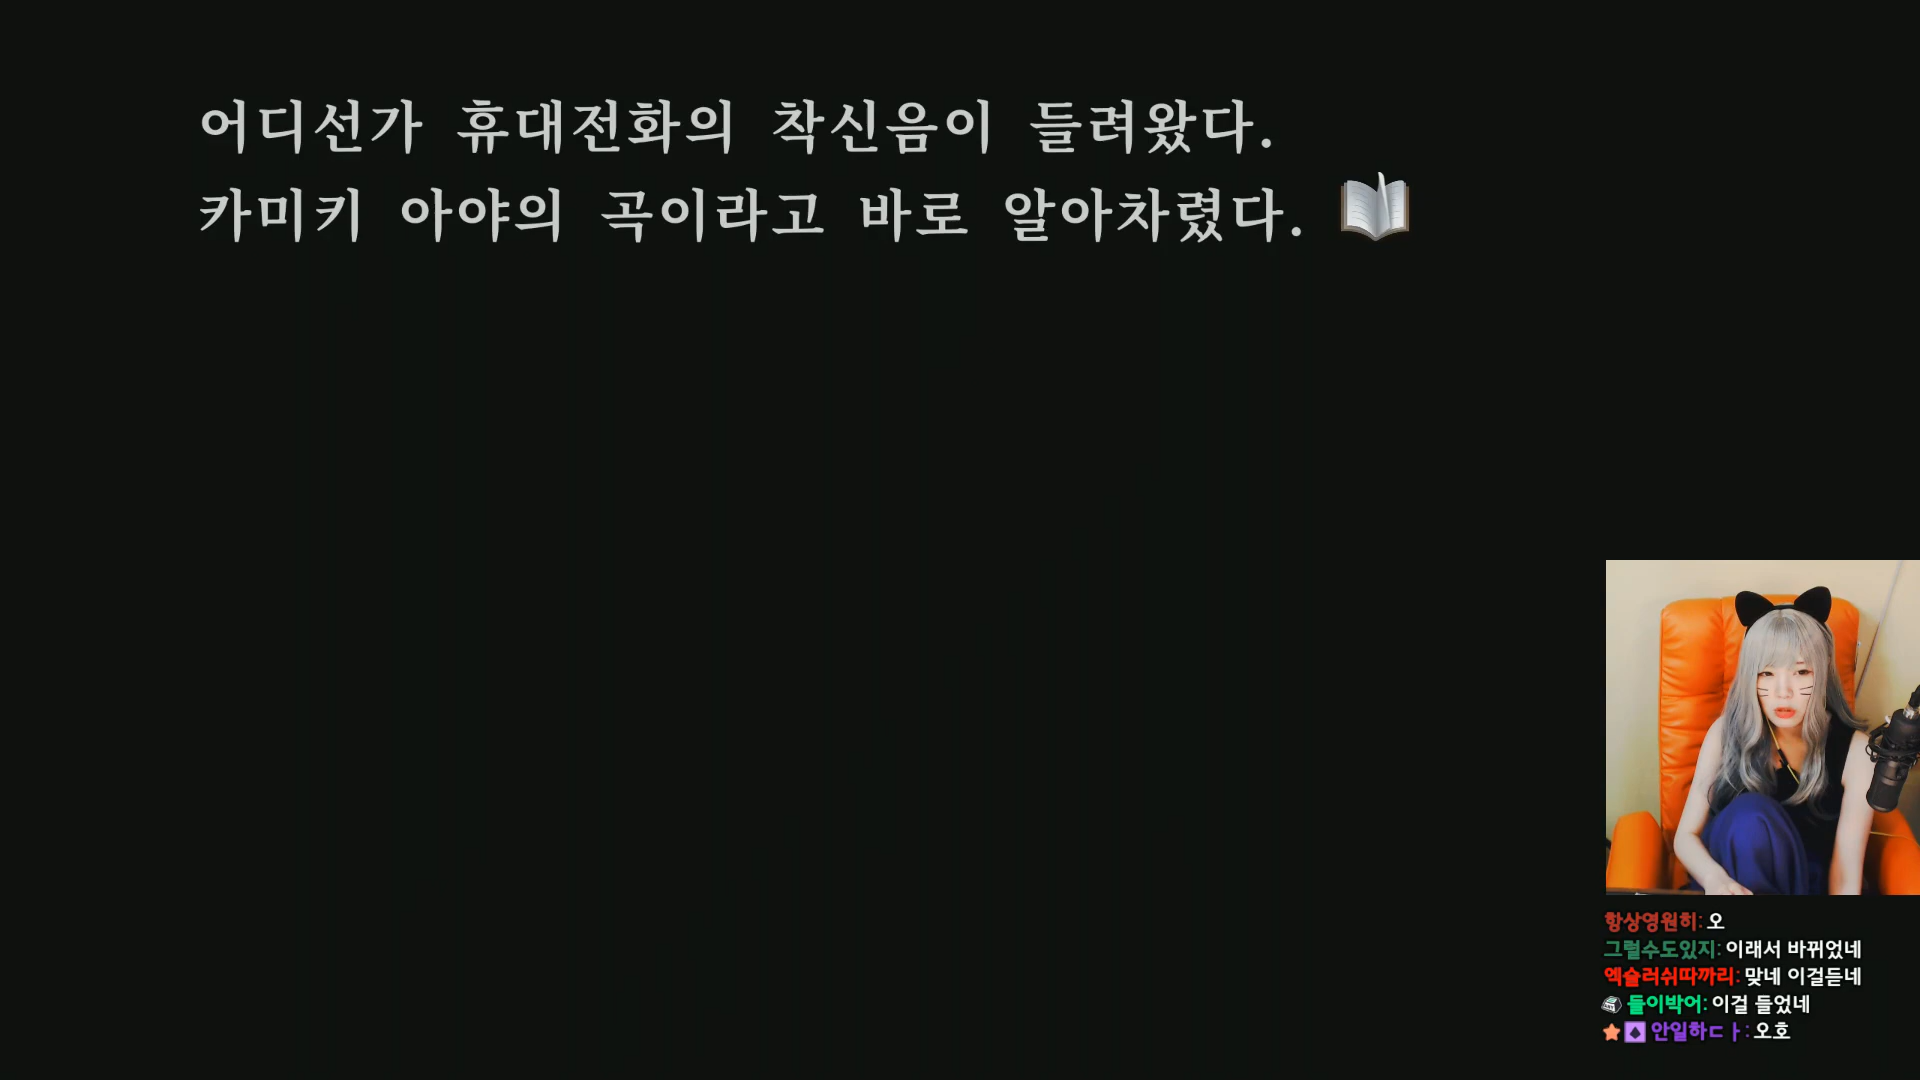 어디선가 휴대전화의 착신음이 들려왔다.
카미키 아야의 곡이라고 바로 알아차렸다.
항상영원히: 오
그럴수도있지: 이래서 바뀌었네
엑슬러쉬따까리: 맞네 이걸듣네
들이박어: 이걸 들었네
안일하ㄷㅏ: 오호